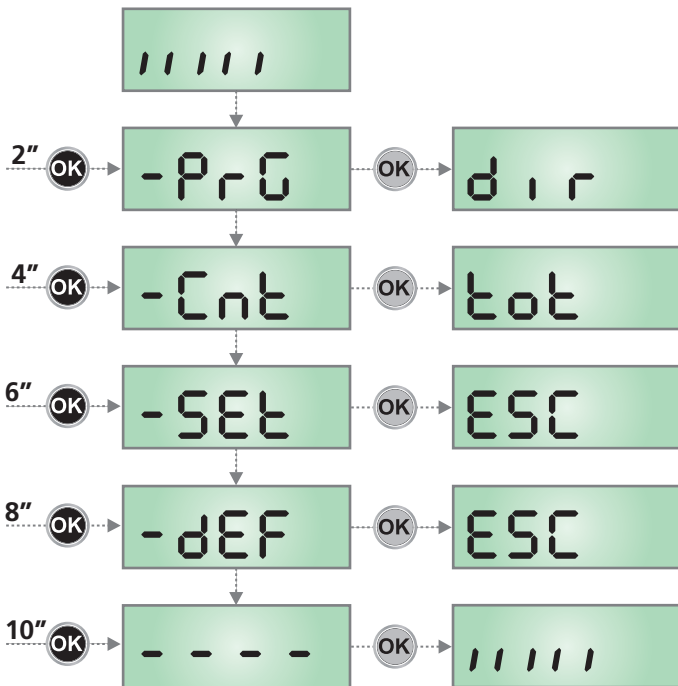 2” OK -PrG OK dir
4” OK -Cnt OK tot
6” OK -SEt OK ESC
8” OK -dEF OK ESC
10” OK - - - - OK